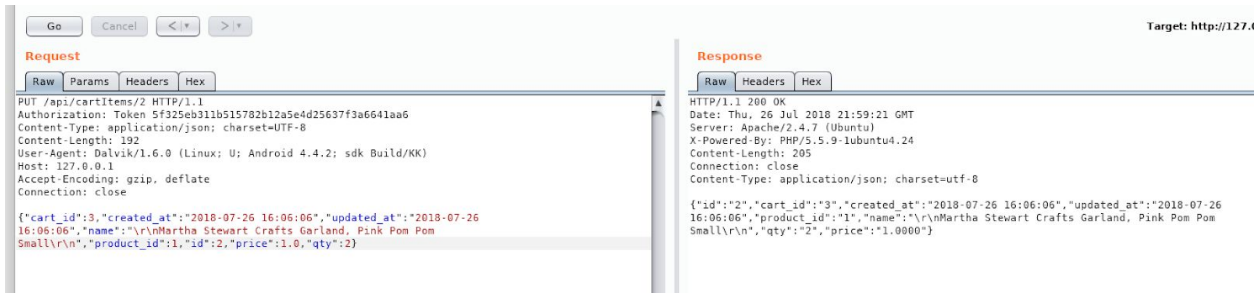 Go Cancel < > Target: http://127.0
Request
Raw Params Headers Hex
PUT /api/cartItems/2 HTTP/1.1
Authorization: Token 5f325eb311b515782b12a5e4d25637f3a6641aa6
Content-Type: application/json; charset=UTF-8
Content-Length: 192
User-Agent: Dalvik/1.6.0 (Linux; U; Android 4.4.2; sdk Build/KK)
Host: 127.0.0.1
Accept-Encoding: gzip, deflate
Connection: close
{"cart_id":3,"created_at":"2018-07-26 16:06:06","updated_at":"2018-07-26
16:06:06","name":"\r\nMartha Stewart Crafts Garland, Pink Pom Pom
Small\r\n","product_id":1,"id":2,"price":1.0,"qty":2}
Response
Raw Headers Hex
HTTP/1.1 200 OK
Date: Thu, 26 Jul 2018 21:59:21 GMT
Server: Apache/2.4.7 (Ubuntu)
X-Powered-By: PHP/5.5.9-1ubuntu4.24
Content-Length: 205
Connection: close
Content-Type: application/json; charset=utf-8
{"id":"2","cart_id":"3","created_at":"2018-07-26 16:06:06","updated_at":"2018-07-26
16:06:06","product_id":"1","name":"\r\nMartha Stewart Crafts Garland, Pink Pom Pom
Small\r\n","qty":"2","price":"1.0000"}